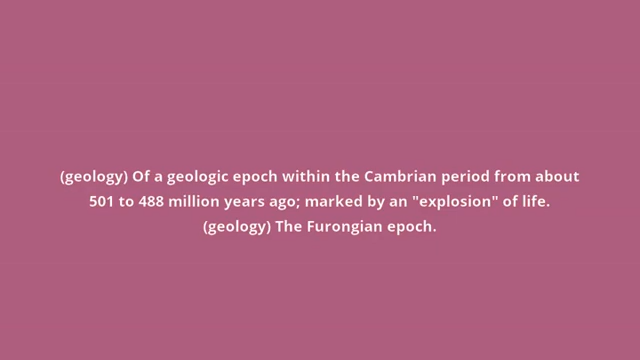 (geology) Of a geologic epoch within the Cambrian period from about
501 to 488 million years ago; marked by an "explosion" of life.
(geology) The Furongian epoch.